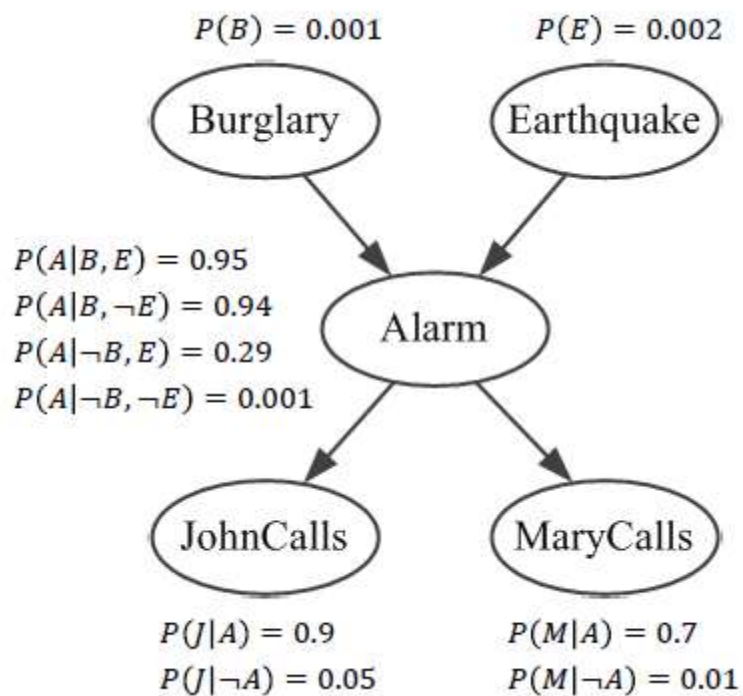 P(B) = 0.001
P(E) = 0.002
Burglary
Earthquake
P(A|B, E) = 0.95
P(A|B, ¬E) = 0.94
P(A|¬B, E) = 0.29
P(A|¬B, ¬E) = 0.001
Alarm
JohnCalls
MaryCalls
P(J|A) = 0.9
P(J|¬A) = 0.05
P(M|A) = 0.7
P(M|¬A) = 0.01